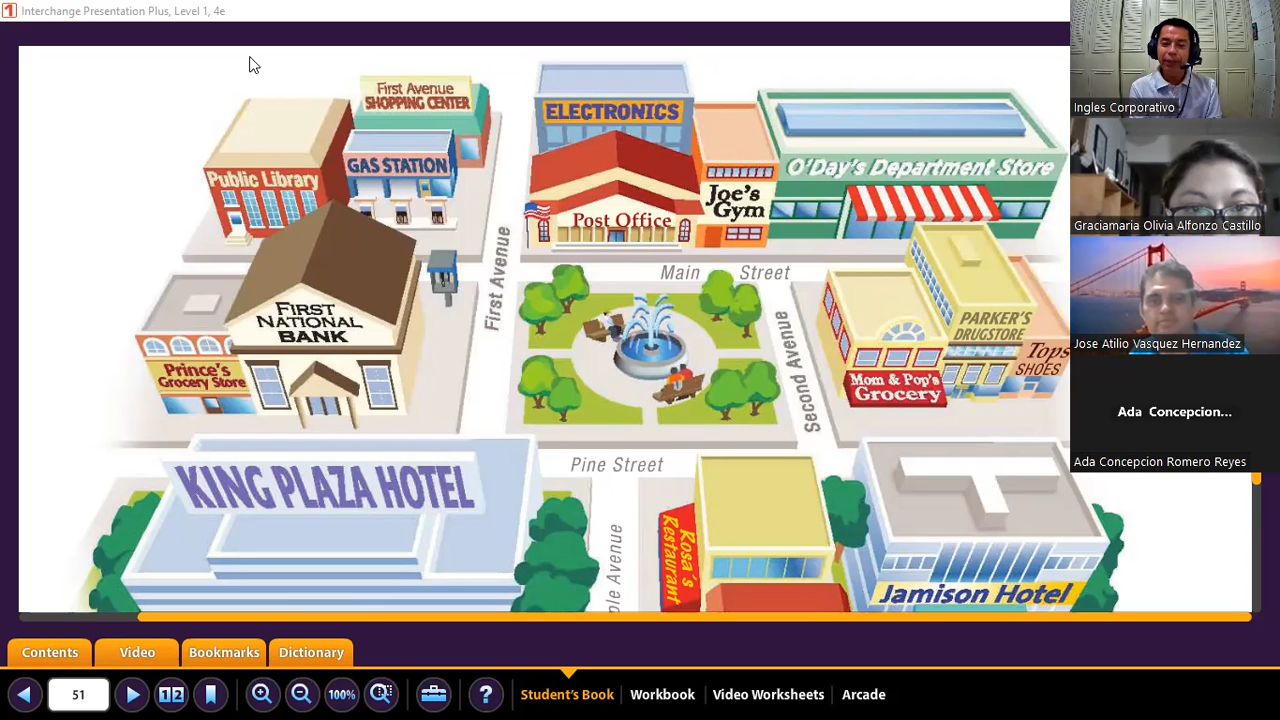 Interchange Presentation Plus, Level 1, 4e
First Avenue
SHOPPING CENTER
ELECTRONICS
Public Library
GAS STATION
O'Day's Department Store
Joe's
Gym
Post Office
First Avenue
Main Street
FIRST
NATIONAL
BANK
Second Avenue
PARKER'S
DRUGSTORE
Tops
SHOES
Prince's
Grocery Store
Mom & Pop's
Grocery
KING PLAZA HOTEL
Pine Street
ple Avenue
Rosa's
Restaurant
Jamison Hotel
Ingles Corporativo
Graciamaria Olivia Alfonzo Castillo
Jose Atilio Vasquez Hernandez
Ada Concepcion...
Ada Concepcion Romero Reyes
Contents Video Bookmarks Dictionary
51 1 2 100% ? Student's Book Workbook Video Worksheets Arcade